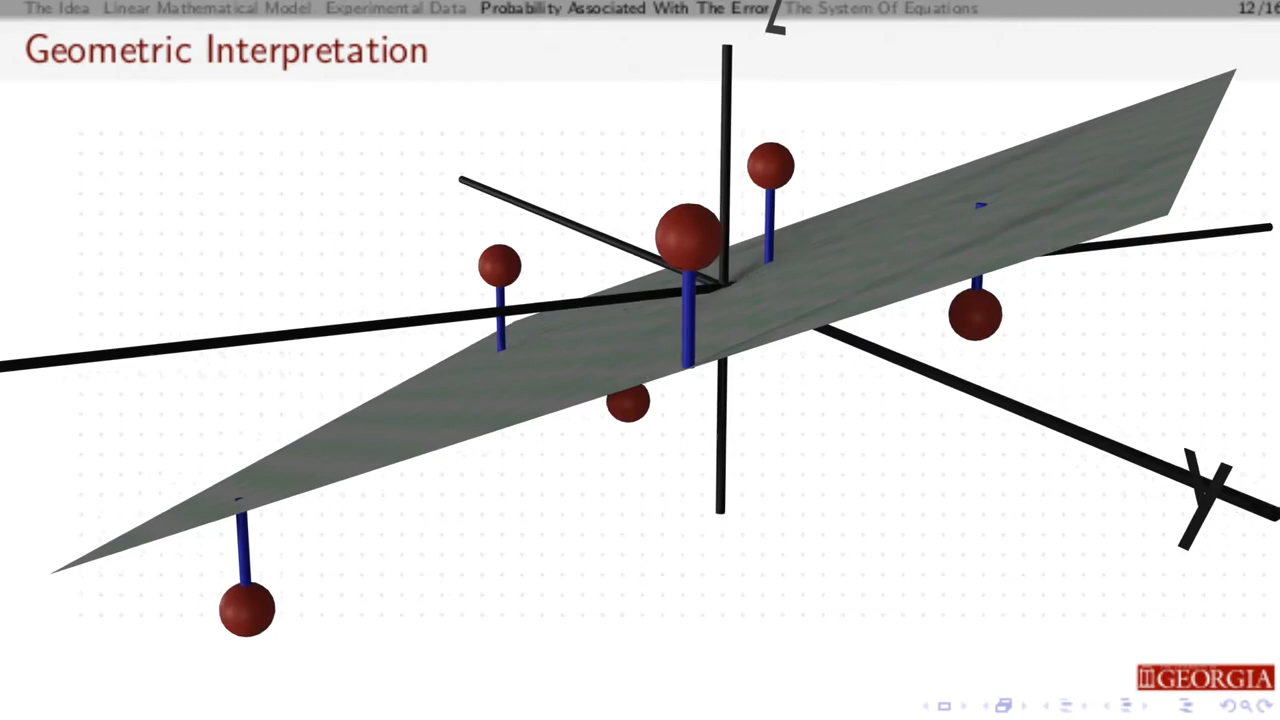 The Idea Linear Mathematical Model Experimental Data Probability Associated With The Error The System Of Equations 12/16
Geometric Interpretation
Z
Y
GEORGIA